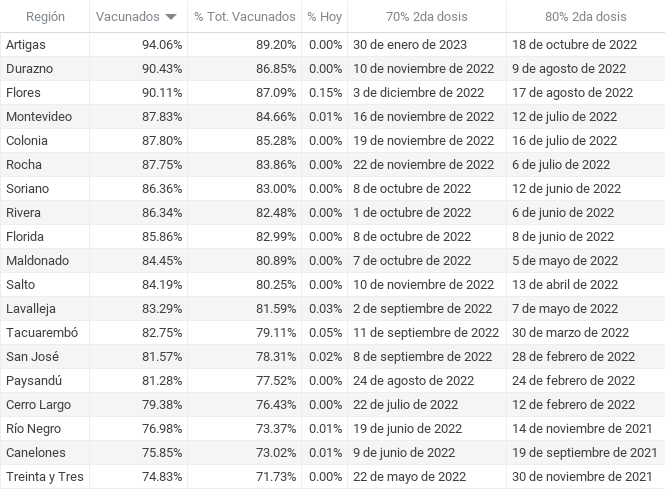 Región Vacunados % Tot. Vacunados % Hoy 70% 2da dosis 80% 2da dosis
Artigas 94.06% 89.20% 0.00% 30 de enero de 2023 18 de octubre de 2022
Durazno 90.43% 86.85% 0.00% 10 de noviembre de 2022 9 de agosto de 2022
Flores 90.11% 87.09% 0.15% 3 de diciembre de 2022 17 de agosto de 2022
Montevideo 87.83% 84.66% 0.01% 16 de noviembre de 2022 12 de julio de 2022
Colonia 87.80% 85.28% 0.00% 19 de noviembre de 2022 16 de julio de 2022
Rocha 87.75% 83.86% 0.00% 22 de noviembre de 2022 6 de julio de 2022
Soriano 86.36% 83.00% 0.00% 8 de octubre de 2022 12 de junio de 2022
Rivera 86.34% 82.48% 0.00% 1 de octubre de 2022 6 de junio de 2022
Florida 85.86% 82.99% 0.00% 8 de octubre de 2022 8 de junio de 2022
Maldonado 84.45% 80.89% 0.00% 7 de octubre de 2022 5 de mayo de 2022
Salto 84.19% 80.25% 0.00% 10 de noviembre de 2022 13 de abril de 2022
Lavalleja 83.29% 81.59% 0.03% 2 de septiembre de 2022 7 de mayo de 2022
Tacuarembó 82.75% 79.11% 0.05% 11 de septiembre de 2022 30 de marzo de 2022
San José 81.57% 78.31% 0.02% 8 de septiembre de 2022 28 de febrero de 2022
Paysandú 81.28% 77.52% 0.00% 24 de agosto de 2022 24 de febrero de 2022
Cerro Largo 79.38% 76.43% 0.00% 22 de julio de 2022 12 de febrero de 2022
Río Negro 76.98% 73.37% 0.01% 19 de junio de 2022 14 de noviembre de 2021
Canelones 75.85% 73.02% 0.01% 9 de junio de 2022 19 de septiembre de 2021
Treinta y Tres 74.83% 71.73% 0.00% 22 de mayo de 2022 30 de noviembre de 2021